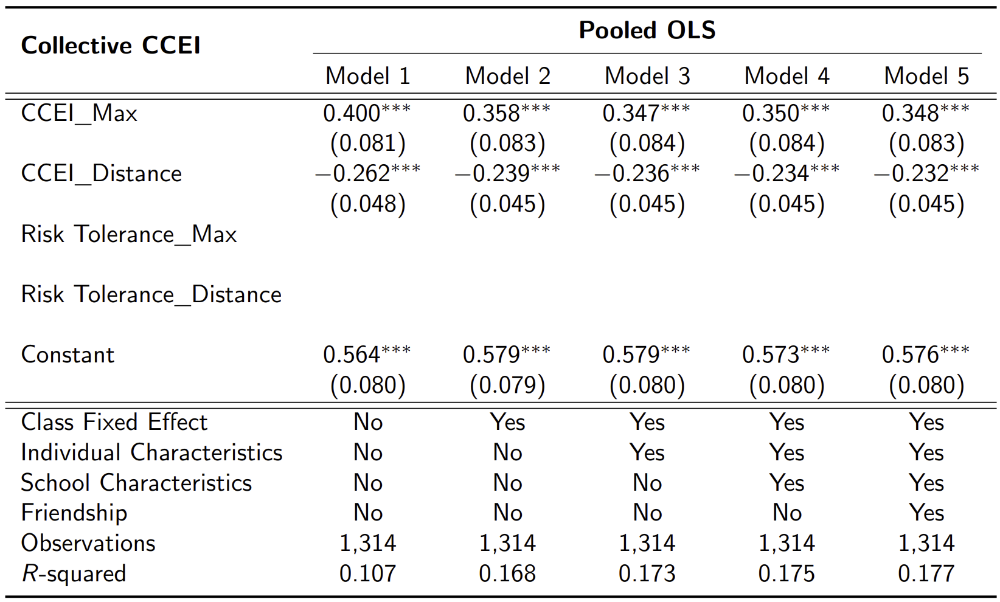 Collective CCEI Pooled OLS
Model 1 Model 2 Model 3 Model 4 Model 5
CCEI_Max 0.400*** 0.358*** 0.347*** 0.350*** 0.348***
(0.081) (0.083) (0.084) (0.084) (0.083)
CCEI_Distance −0.262*** −0.239*** −0.236*** −0.234*** −0.232***
(0.048) (0.045) (0.045) (0.045) (0.045)
Risk Tolerance_Max
Risk Tolerance_Distance
Constant 0.564*** 0.579*** 0.579*** 0.573*** 0.576***
(0.080) (0.079) (0.080) (0.080) (0.080)
Class Fixed Effect No Yes Yes Yes Yes
Individual Characteristics No No Yes Yes Yes
School Characteristics No No No Yes Yes
Friendship No No No No Yes
Observations 1,314 1,314 1,314 1,314 1,314
R-squared 0.107 0.168 0.173 0.175 0.177